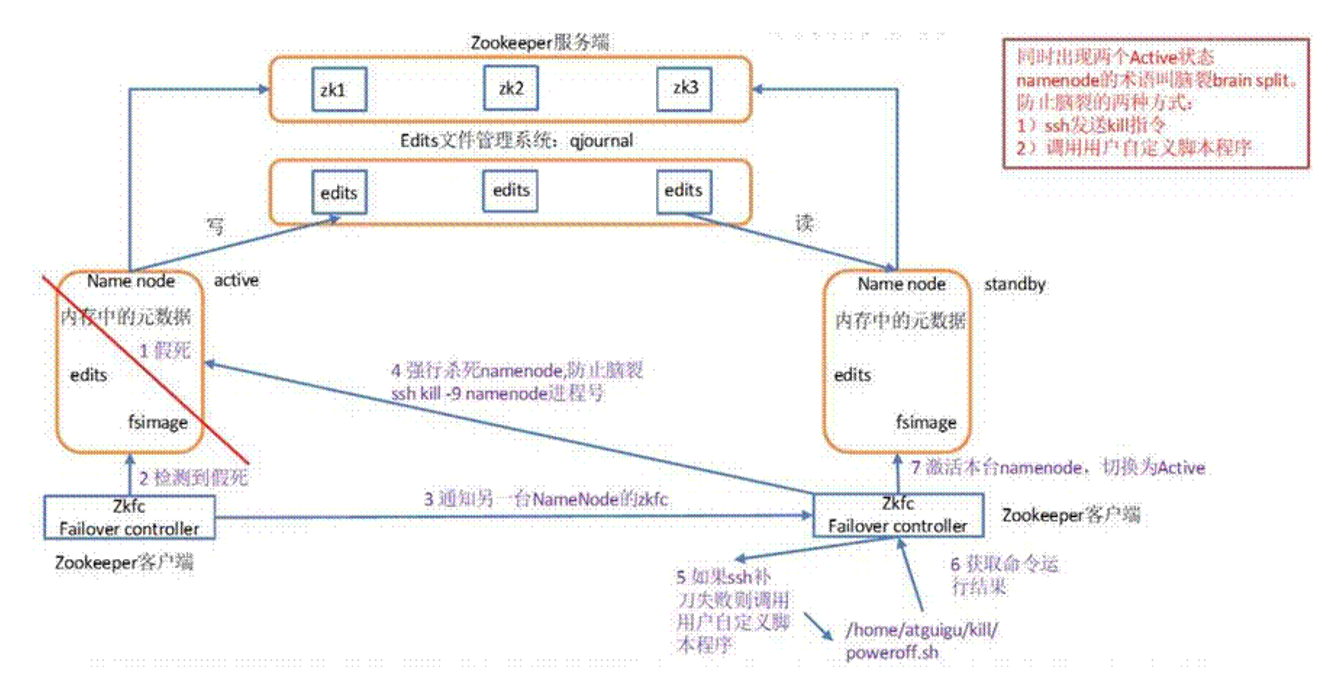 Zookeeper服务端
zk1
zk2
zk3
同时出现两个Active状态
namenode的术语叫脑裂brain split。
防止脑裂的两种方式：
1）ssh发送kill指令
2）调用用户自定义脚本程序
Edits文件管理系统：qjournal
edits
edits
edits
写
读
Name node
active
内存中的元数据
1 假死
edits
fsimage
Name node
standby
内存中的元数据
edits
fsimage
4 强行杀死namenode,防止脑裂
ssh kill -9 namenode进程号
2 检测到假死
3 通知另一台NameNode的zkfc
7 激活本台namenode，切换为Active
Zkfc
Failover controller
Zookeeper客户端
Zkfc
Failover controller
Zookeeper客户端
5 如果ssh补
刀失败则调用
用户自定义脚
本程序
6 获取命令运
行结果
/home/atguigu/kill/
poweroff.sh